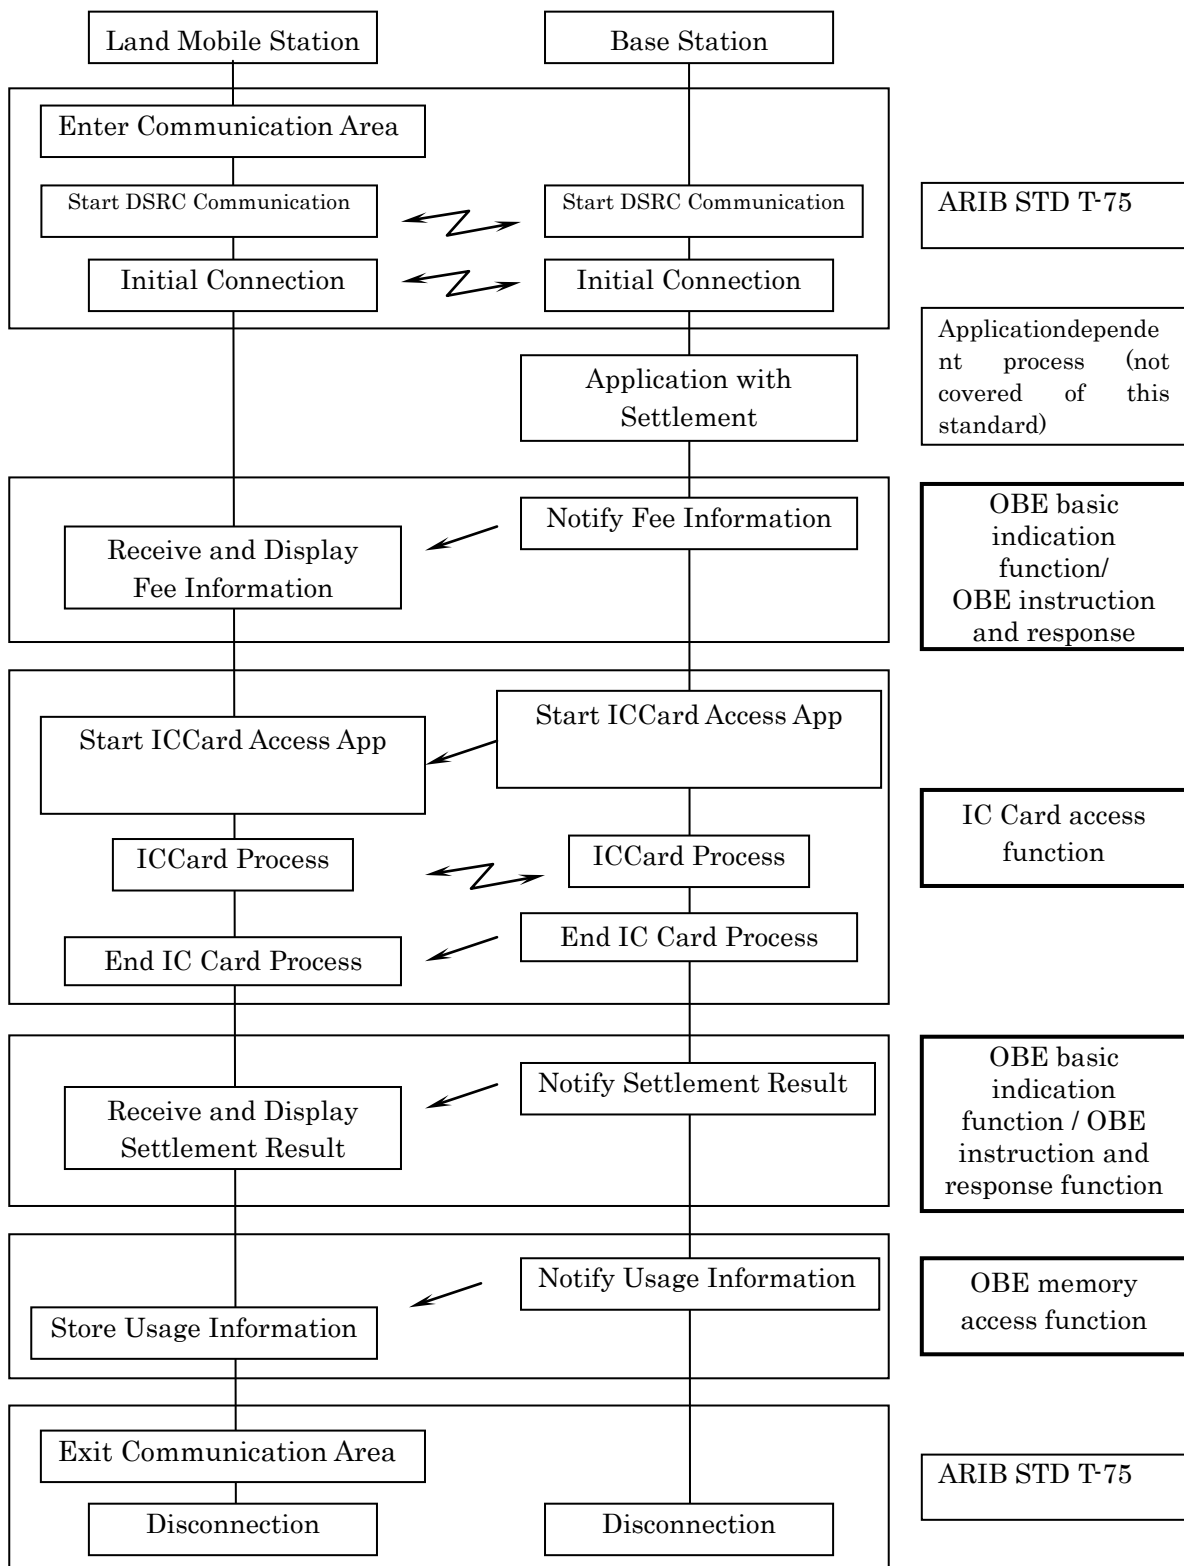 Land Mobile Station
Base Station
Enter Communication Area
Start DSRC Communication
Start DSRC Communication
ARIB STD T-75
Initial Connection
Initial Connection
Applicationdepende
nt process (not
covered of this
standard)
Application with
Settlement
Notify Fee Information
Receive and Display
Fee Information
OBE basic
indication
function/
OBE instruction
and response
Start ICCard Access App
Start ICCard Access App
IC Card access
function
ICCard Process
ICCard Process
End IC Card Process
End IC Card Process
Notify Settlement Result
Receive and Display
Settlement Result
OBE basic
indication
function / OBE
instruction and
response function
Notify Usage Information
Store Usage Information
OBE memory
access function
Exit Communication Area
ARIB STD T-75
Disconnection
Disconnection